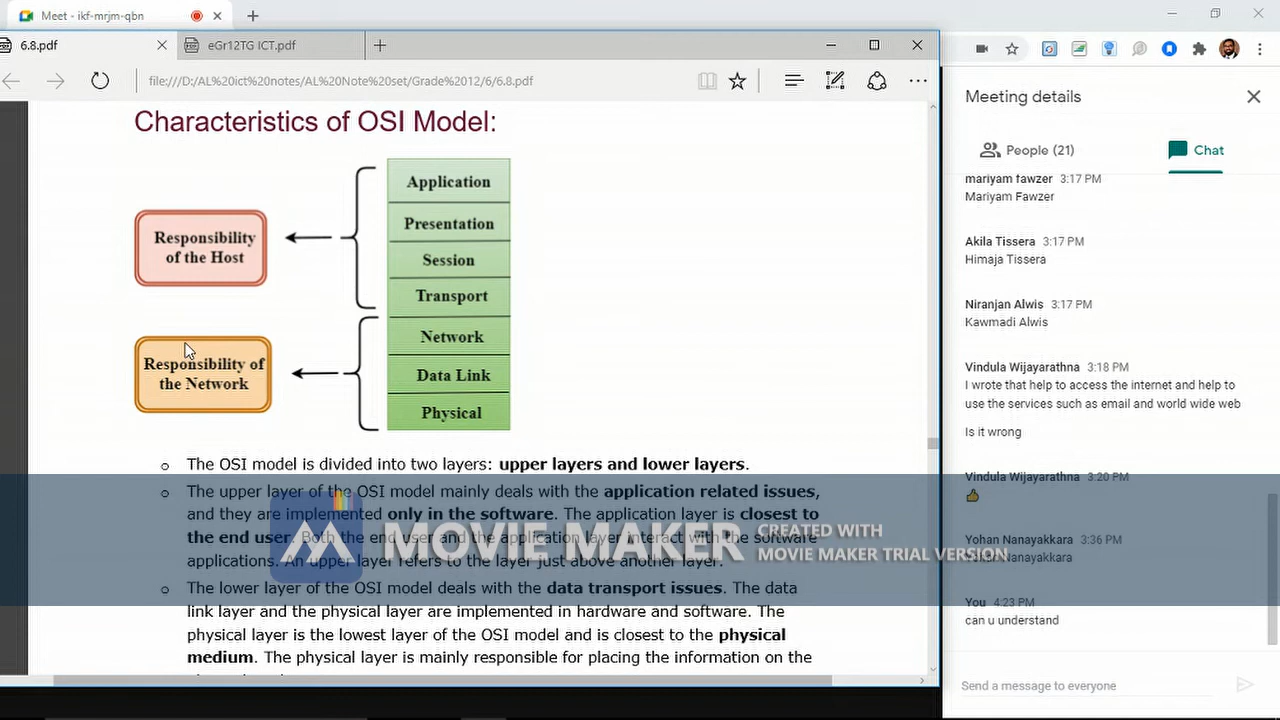 Meet - ikf-mrjm-qbn
6.8.pdf
eGr12TG ICT.pdf
file:///D:/AL%20ict%20notes/AL%20Note%20set/Grade%2012/6/6.8.pdf
Characteristics of OSI Model:
Responsibility
of the Host
Responsibility of
the Network
Application
Presentation
Session
Transport
Network
Data Link
Physical
The OSI model is divided into two layers: upper layers and lower layers.
The upper layer of the OSI model mainly deals with the application related issues,
and they are implemented only in the software. The application layer is closest to
the end user. Both the end user and the application layer interact with the software
applications. An upper layer refers to the layer just above another layer.
The lower layer of the OSI model deals with the data transport issues. The data
link layer and the physical layer are implemented in hardware and software. The
physical layer is the lowest layer of the OSI model and is closest to the physical
medium. The physical layer is mainly responsible for placing the information on the
MOVIE MAKER
CREATED WITH
MOVIE MAKER TRIAL VERSION
Meeting details
People (21)
Chat
mariyam fawzer 3:17 PM
Mariyam Fawzer
Akila Tissera 3:17 PM
Himaja Tissera
Niranjan Alwis 3:17 PM
Kawmadi Alwis
Vindula Wijayarathna 3:18 PM
I wrote that help to access the internet and help to
use the services such as email and world wide web
Is it wrong
Vindula Wijayarathna 3:20 PM
Yohan Nanayakkara 3:36 PM
Nanayakkara
You 4:23 PM
can u understand
Send a message to everyone